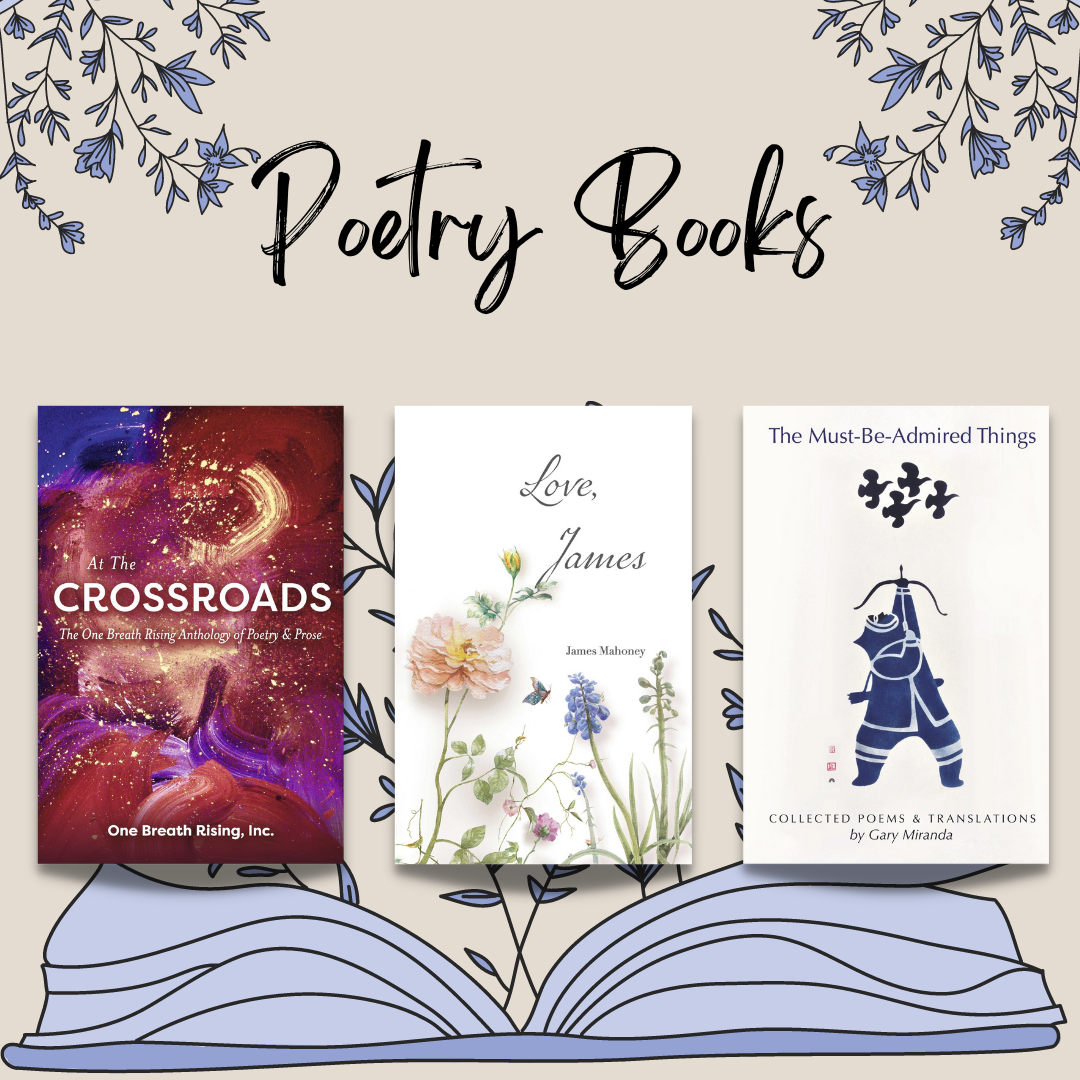 Poetry Books
At The
CROSSROADS
The One Breath Rising Anthology of Poetry & Prose
One Breath Rising, Inc.
Love,
James
James Mahoney
The Must-Be-Admired Things
COLLECTED POEMS & TRANSLATIONS
by Gary Miranda